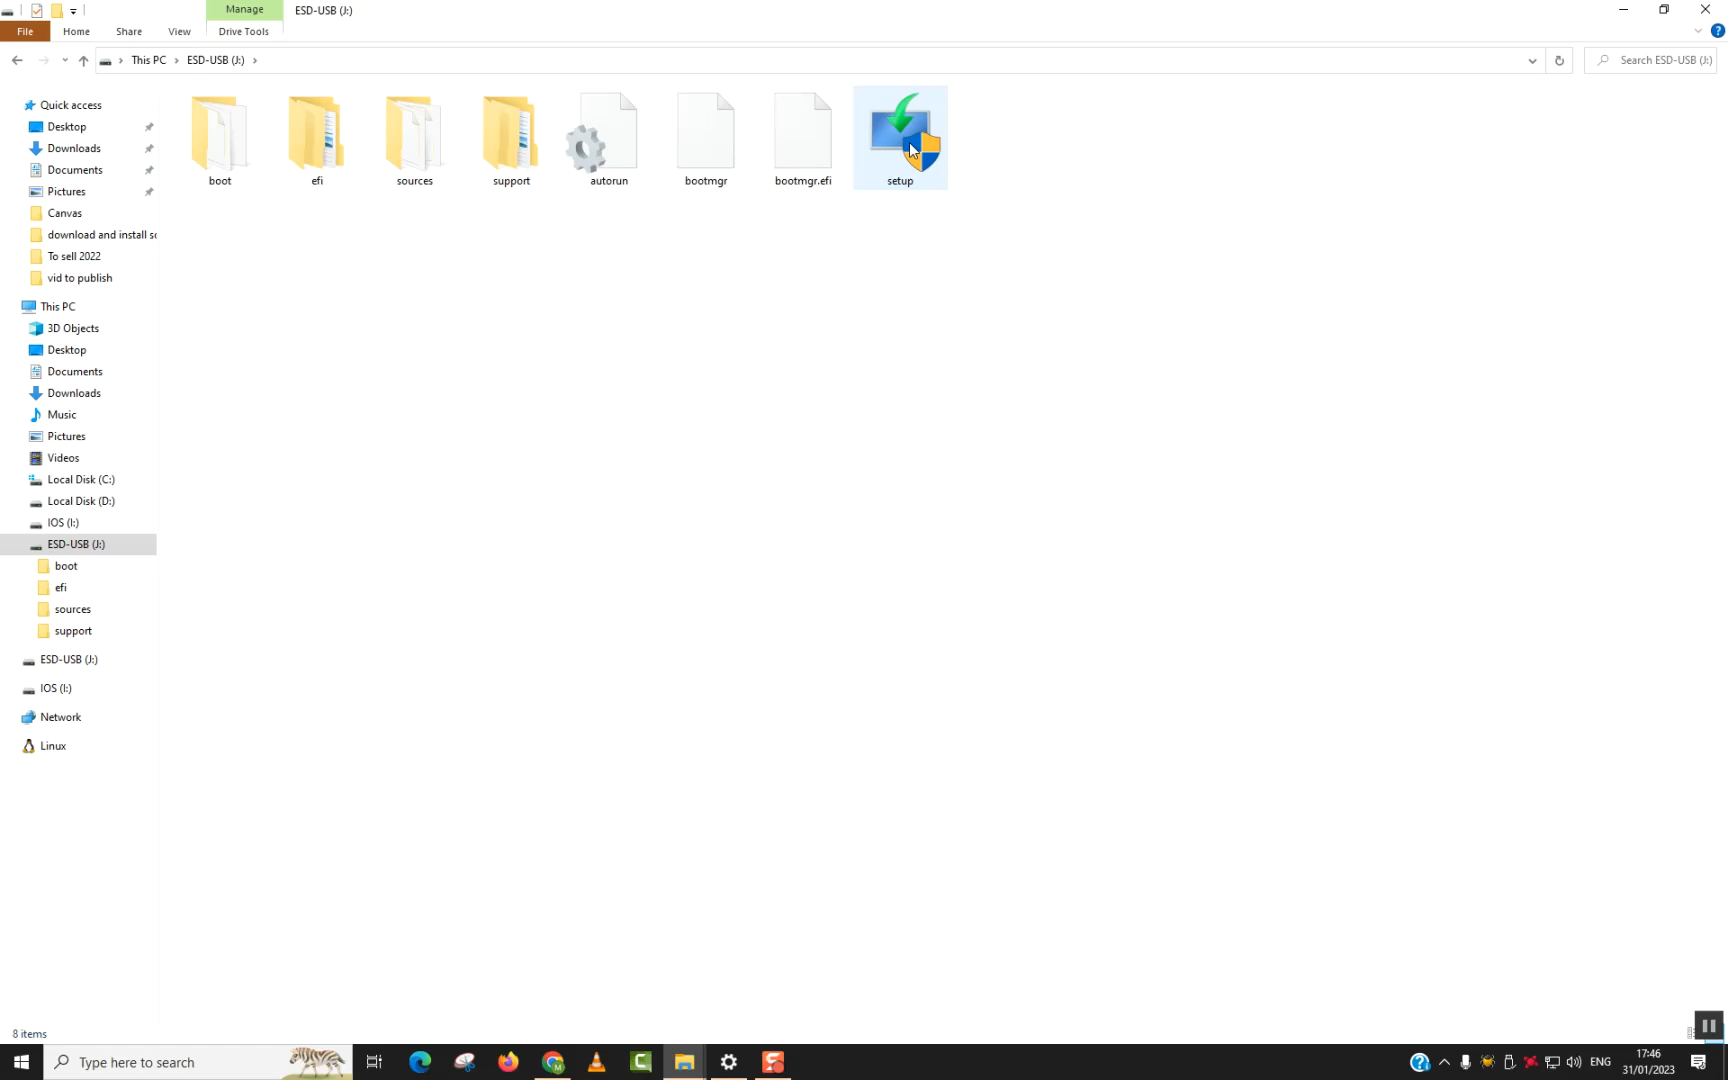 Manage
ESD-USB (J:)
File
Home
Share
View
Drive Tools
This PC
ESD-USB (J:)
Search ESD-USB (J:)
Quick access
Desktop
Downloads
Documents
Pictures
Canvas
download and install sc
To sell 2022
vid to publish
This PC
3D Objects
Desktop
Documents
Downloads
Music
Pictures
Videos
Local Disk (C:)
Local Disk (D:)
IOS (I:)
ESD-USB (J:)
boot
efi
sources
support
ESD-USB (J:)
IOS (I:)
Network
Linux
boot
efi
sources
support
autorun
bootmgr
bootmgr.efi
setup
8 items
Type here to search
ENG
17:46
31/01/2023